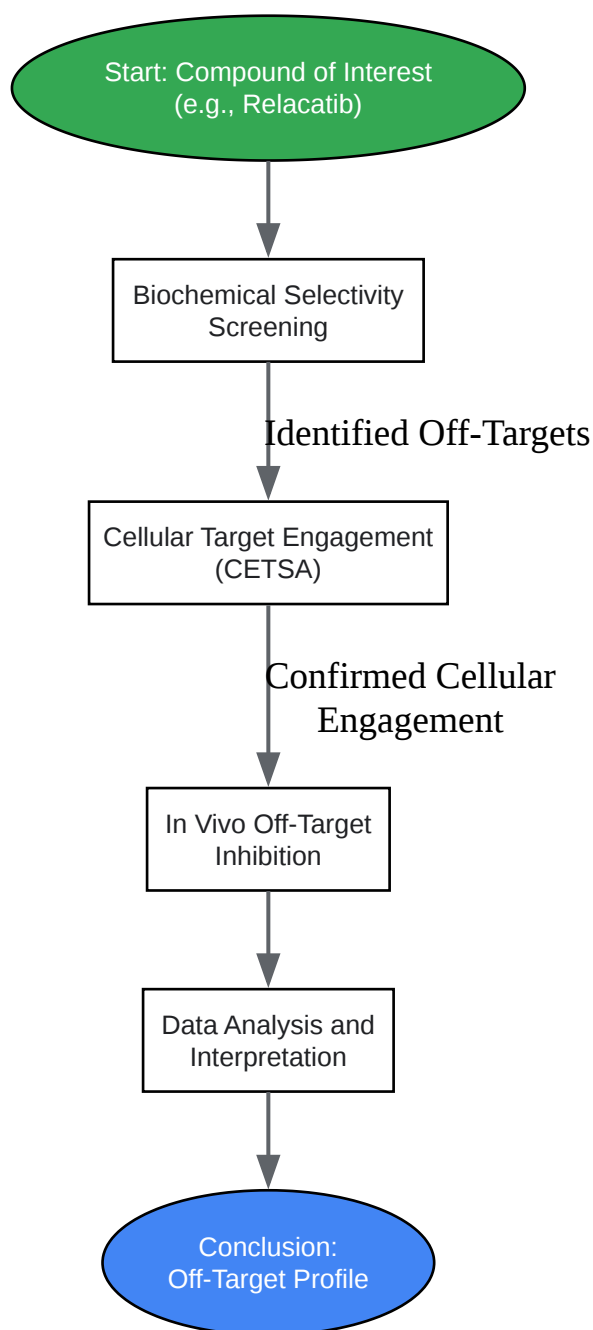 Start: Compound of Interest
(e.g., Relacatib)
Biochemical Selectivity
Screening
Identified Off-Targets
Cellular Target Engagement
(CETSA)
Confirmed Cellular
Engagement
In Vivo Off-Target
Inhibition
Data Analysis and
Interpretation
Conclusion:
Off-Target Profile